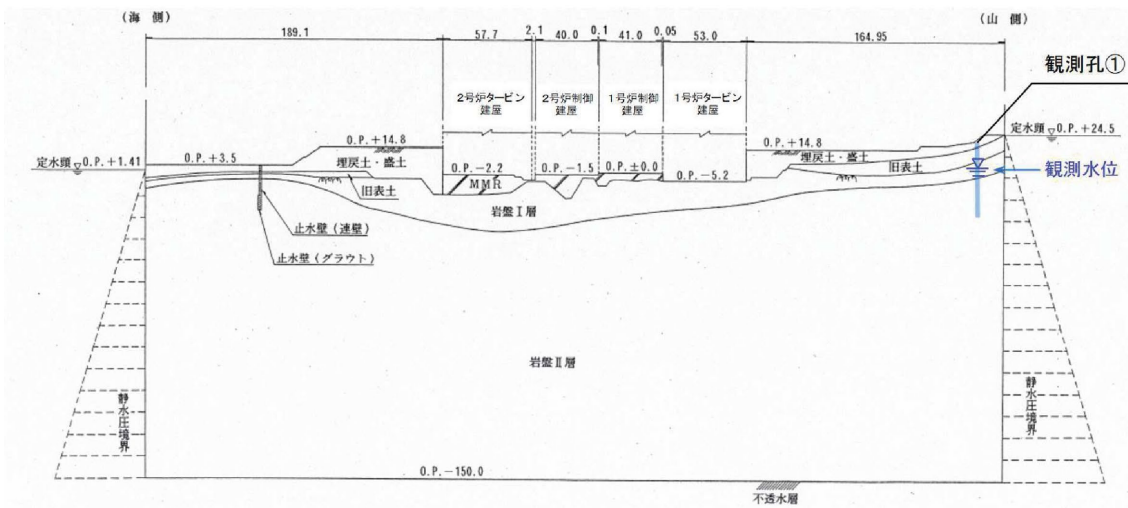 (海 側)
(山 側)
189.1
57.7
2.1
40.0
0.1
41.0
0.05
53.0
164.95
観測孔①
2号炉タービン
建屋
2号炉制御
建屋
1号炉制御
建屋
1号炉タービン
建屋
定水頭 O.P.+1.41
O.P.+3.5
O.P.+14.8
埋戻土・盛土
旧表土
O.P.-2.2
MMR
O.P.-1.5
O.P.±0.0
O.P.-5.2
O.P.+14.8
埋戻土・盛土
旧表土
定水頭 O.P.+24.5
観測水位
岩盤Ⅰ層
止水壁(連壁)
止水壁(グラウト)
岩盤Ⅱ層
静水圧境界
静水圧境界
O.P.-150.0
不透水層